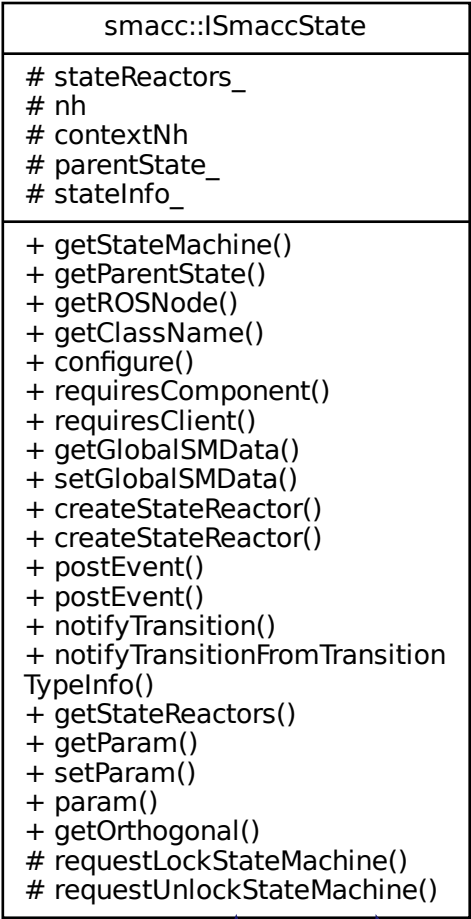 smacc::ISmaccState
# stateReactors_
# nh
# contextNh
# parentState_
# stateInfo_
+ getStateMachine()
+ getParentState()
+ getROSNode()
+ getClassName()
+ configure()
+ requiresComponent()
+ requiresClient()
+ getGlobalSMData()
+ setGlobalSMData()
+ createStateReactor()
+ createStateReactor()
+ postEvent()
+ postEvent()
+ notifyTransition()
+ notifyTransitionFromTransition
TypeInfo()
+ getStateReactors()
+ getParam()
+ setParam()
+ param()
+ getOrthogonal()
# requestLockStateMachine()
# requestUnlockStateMachine()